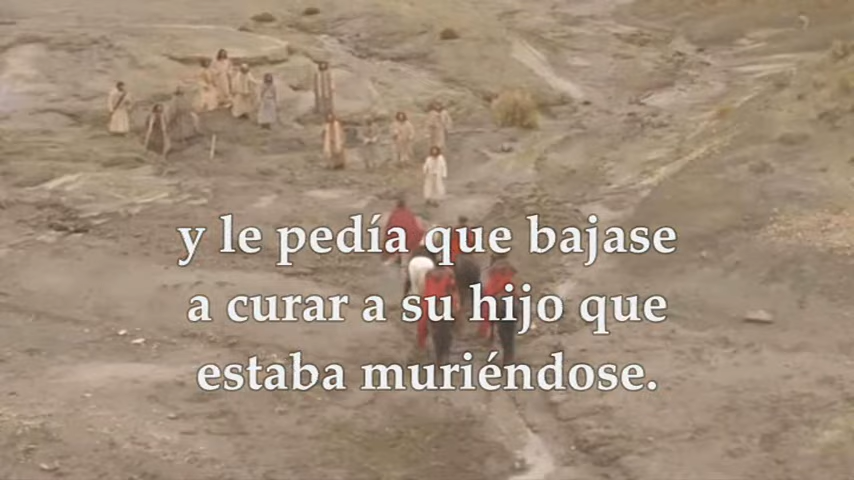 y le pedía que bajase
a curar a su hijo que
estaba muriéndose.